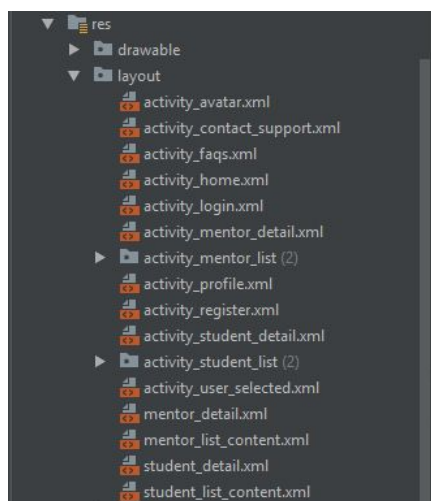 res
drawable
layout
activity_avatar.xml
activity_contact_support.xml
activity_faqs.xml
activity_home.xml
activity_login.xml
activity_mentor_detail.xml
activity_mentor_list (2)
activity_profile.xml
activity_register.xml
activity_student_detail.xml
activity_student_list (2)
activity_user_selected.xml
mentor_detail.xml
mentor_list_content.xml
student_detail.xml
student_list_content.xml